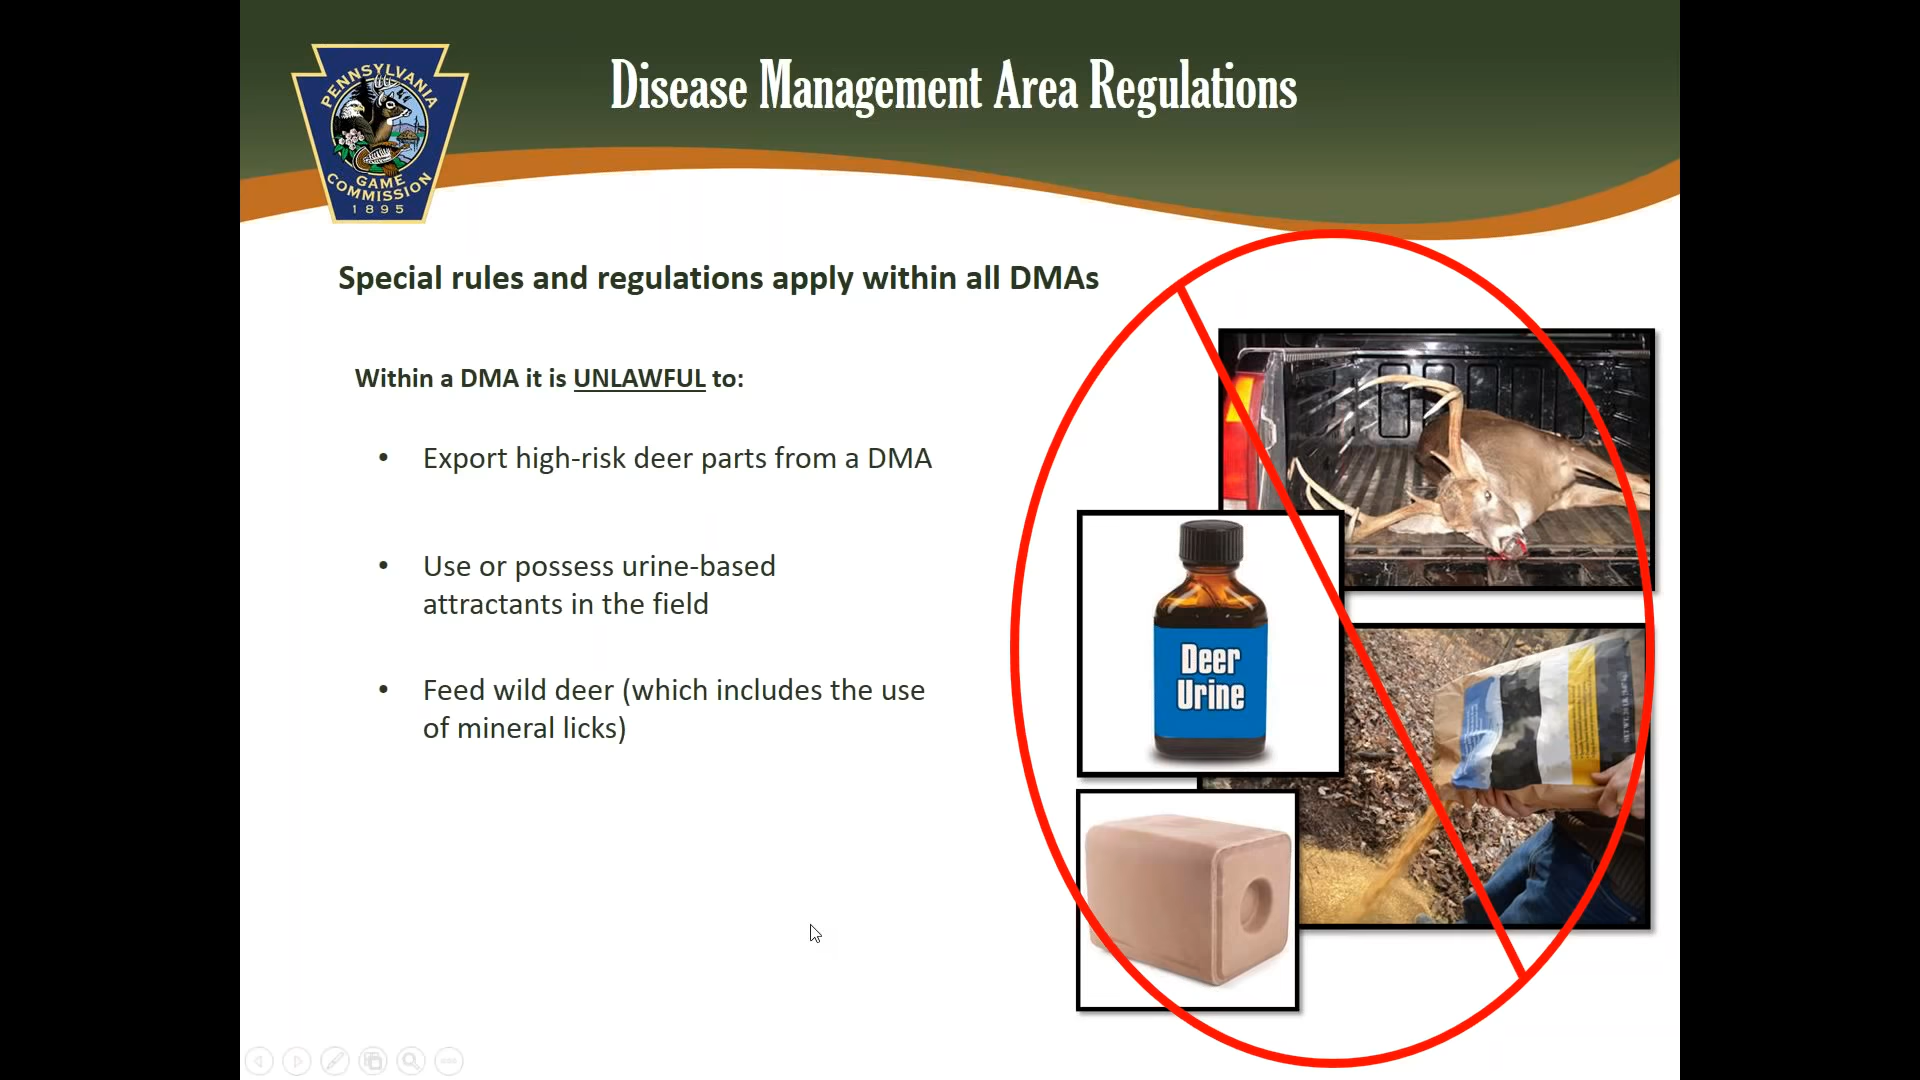 Disease Management Area Regulations
PENNSYLVANIA
GAME
COMMISSION
1895
Special rules and regulations apply within all DMAs
Within a DMA it is UNLAWFUL to:
• Export high-risk deer parts from a DMA
• Use or possess urine-based
attractants in the field
• Feed wild deer (which includes the use
of mineral licks)
Deer
Urine